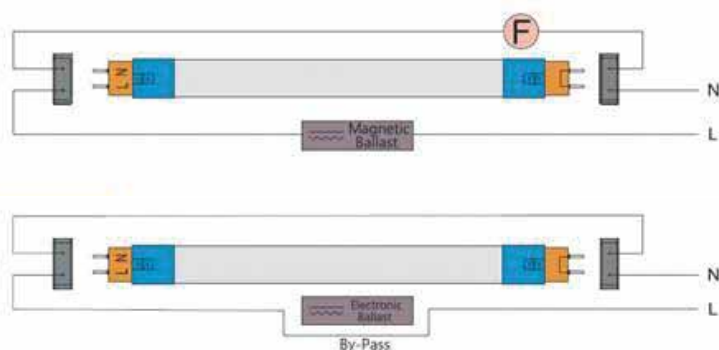 F
L N
N
Magnetic
Ballast
L
L N
N
Electronic
Ballast
L
By-Pass